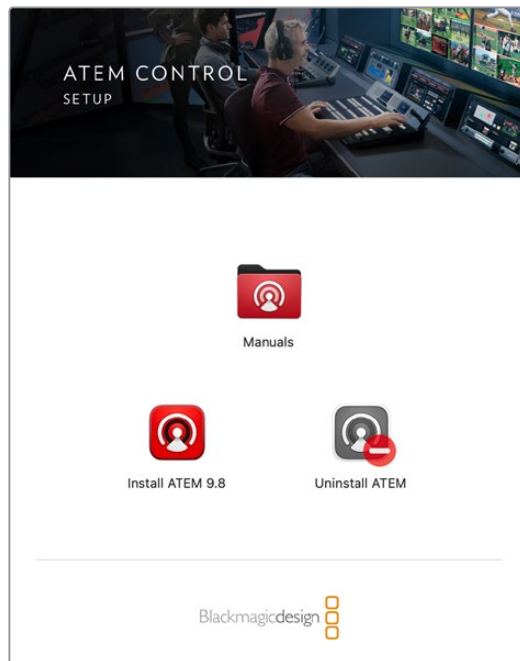 ATEM CONTROL
SETUP
Manuals
Install ATEM 9.8
Uninstall ATEM
Blackmagicdesign